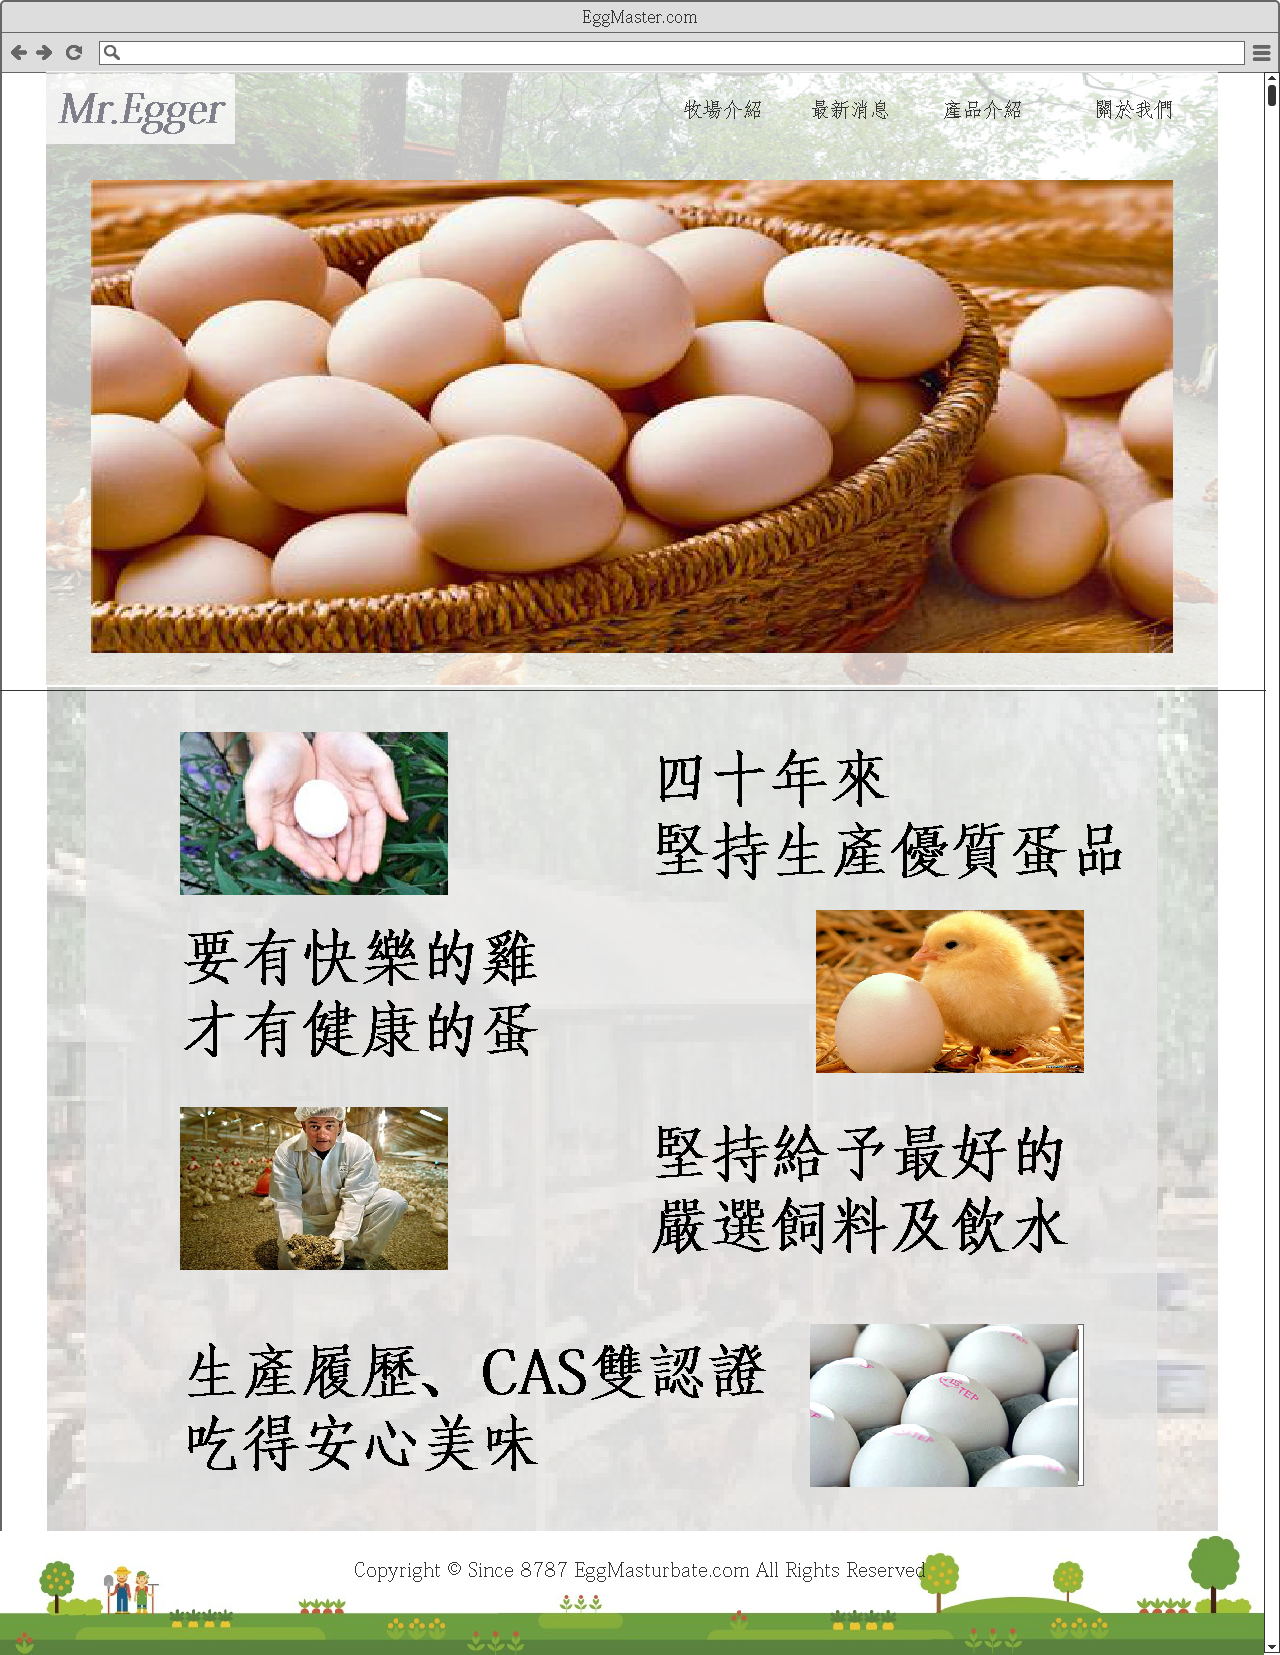 EggMaster.com
Mr.Egger
牧場介紹 最新消息 產品介紹 關於我們
四十年來
堅持生產優質蛋品
要有快樂的雞
才有健康的蛋
堅持給予最好的
嚴選飼料及飲水
生產履歷、CAS雙認證
吃得安心美味
TEP
Copyright © Since 8787 EggMasturbate.com All Rights Reserved